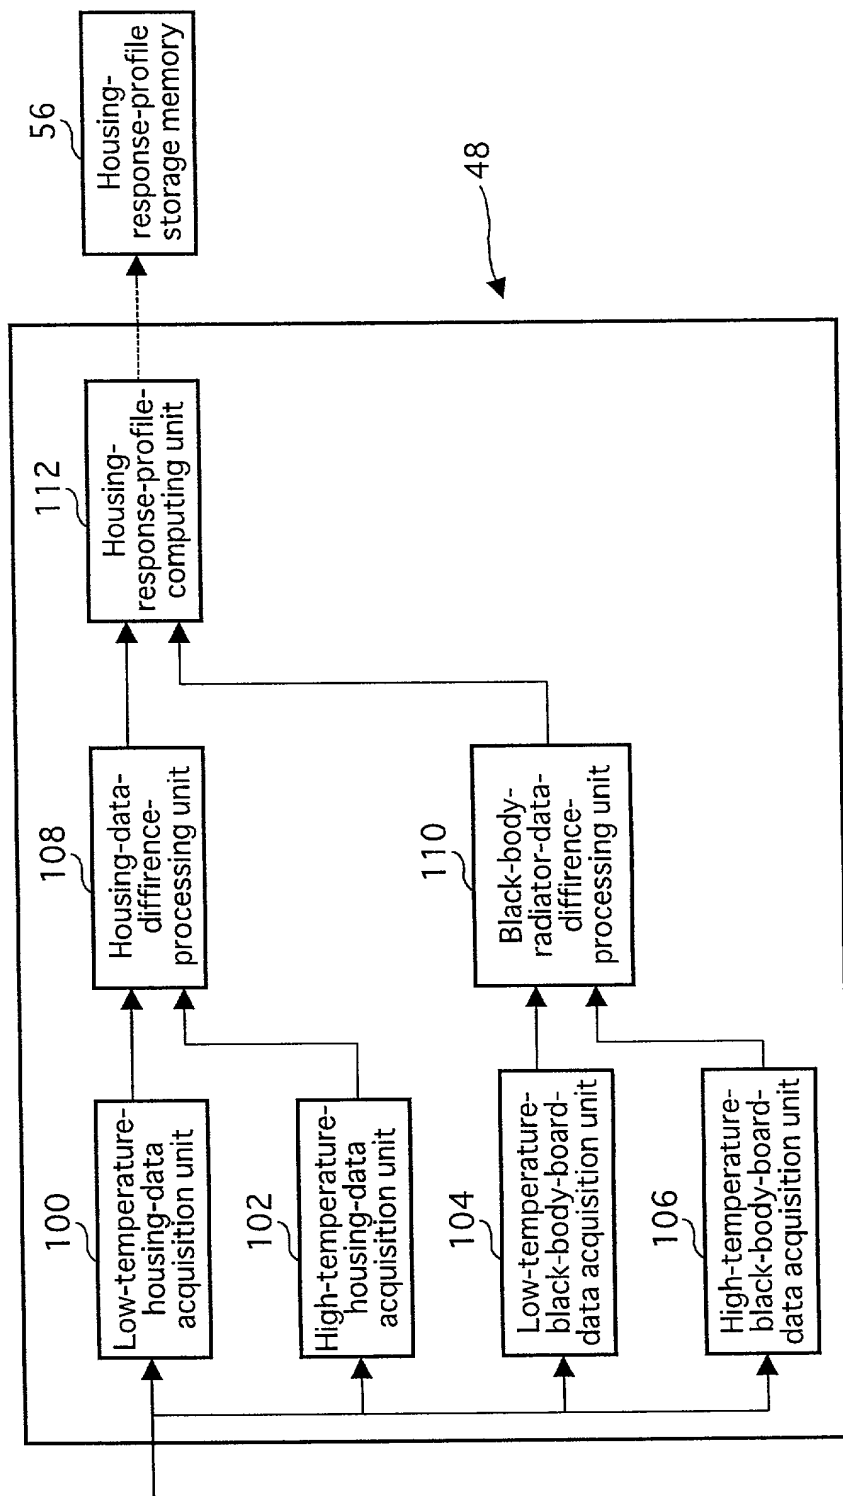 100
Low-temperature-
housing-data
acquisition unit
102
High-temperature-
housing data
acquisition unit
104
Low-temperature-
black-body-board-
data acquisition unit
106
High-temperature-
black-body-board-
data acquisition unit
108
Housing-data-
diffirence-
processing unit
110
Black-body-
radiator-data-
diffirence-
processing unit
112
Housing-
response-profile-
computing unit
56
Housing-
response-profile
storage memory
48